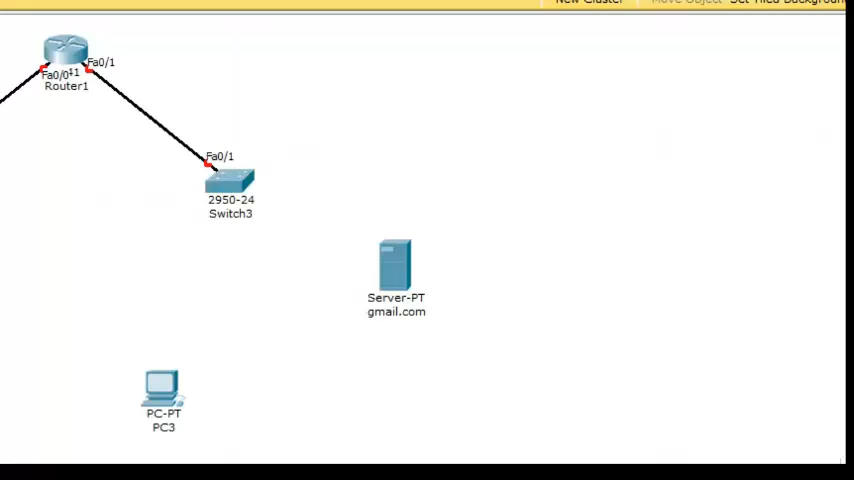 New Cluster Move Object Set Tiled Background
Fa0/1
Fa0/0
Router1
Fa0/1
2950-24
Switch3
Server-PT
gmail.com
PC-PT
PC3